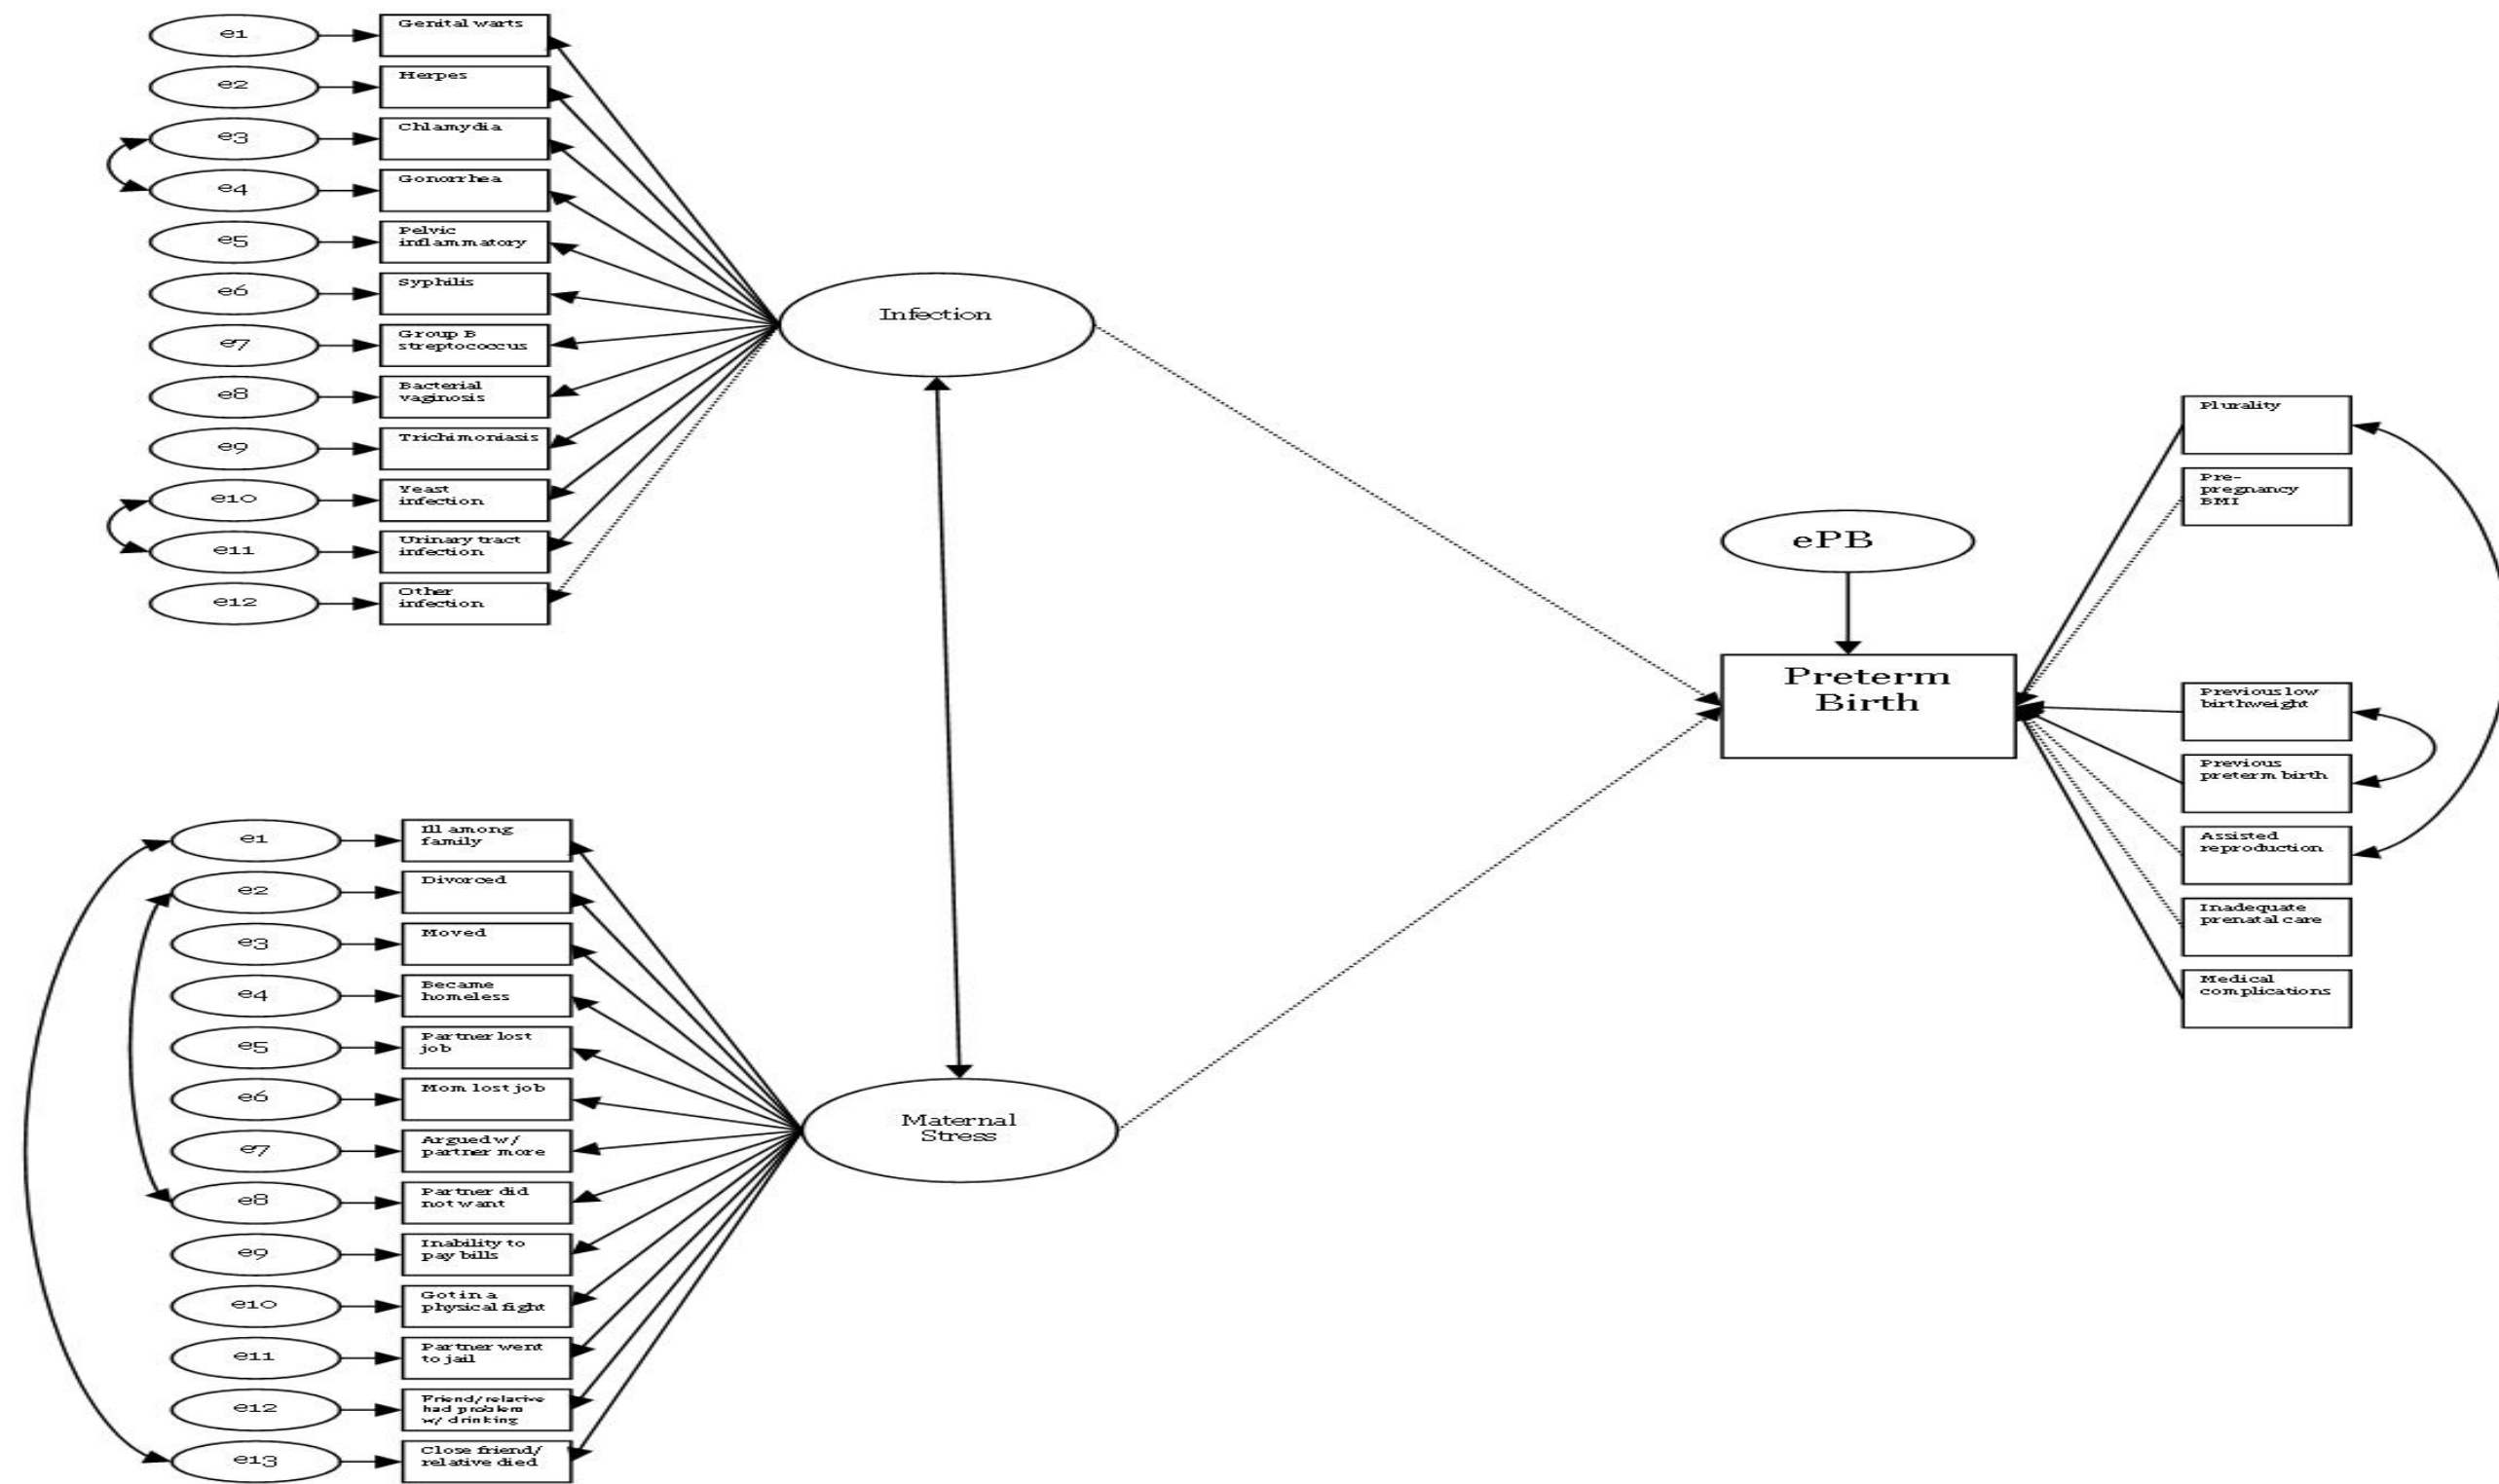 e1
Genital warts
e2
Herpes
e3
Chlamydia
e4
Gonorrhea
e5
Pelvic
inflammatory
e6
Syphilis
e7
Group B
streptococcus
e8
Bacterial
vaginosis
e9
Trichimoniasis
e10
Yeast
infection
e11
Urinary tract
infection
e12
Other
infection
Infection
e1
Ill among
family
e2
Divorced
e3
Moved
e4
Became
homeless
e5
Partner lost
job
e6
Mom lost job
e7
Argued w/
partner more
e8
Partner did
not want
e9
Inability to
pay bills
e10
Got in a
physical fight
e11
Partner went
to jail
e12
Friend/relative
had problem
w/ drinking
e13
Close friend/
relative died
Maternal
Stress
ePB
Preterm
Birth
Plurality
Pre-
pregnancy
BMI
Previous low
birthweight
Previous
preterm birth
Assisted
reproduction
Inadequate
prenatal care
Medical
complications